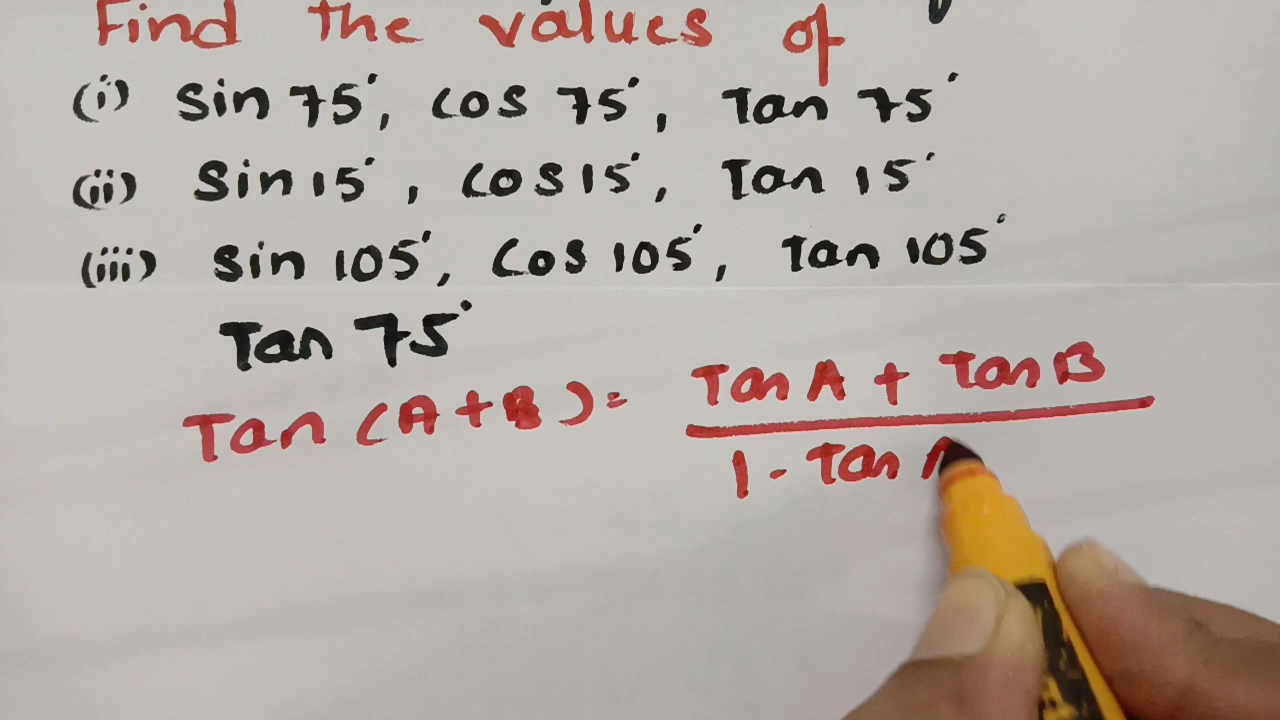 Find the values of
(i) Sin 75°, Cos 75°, Tan 75°
(ii) Sin 15°, Cos 15°, Tan 15°
(iii) Sin 105°, Cos 105°, Tan 105°
Tan 75°
Tan (A+B) = Tan A + Tan B
1 - Tan A